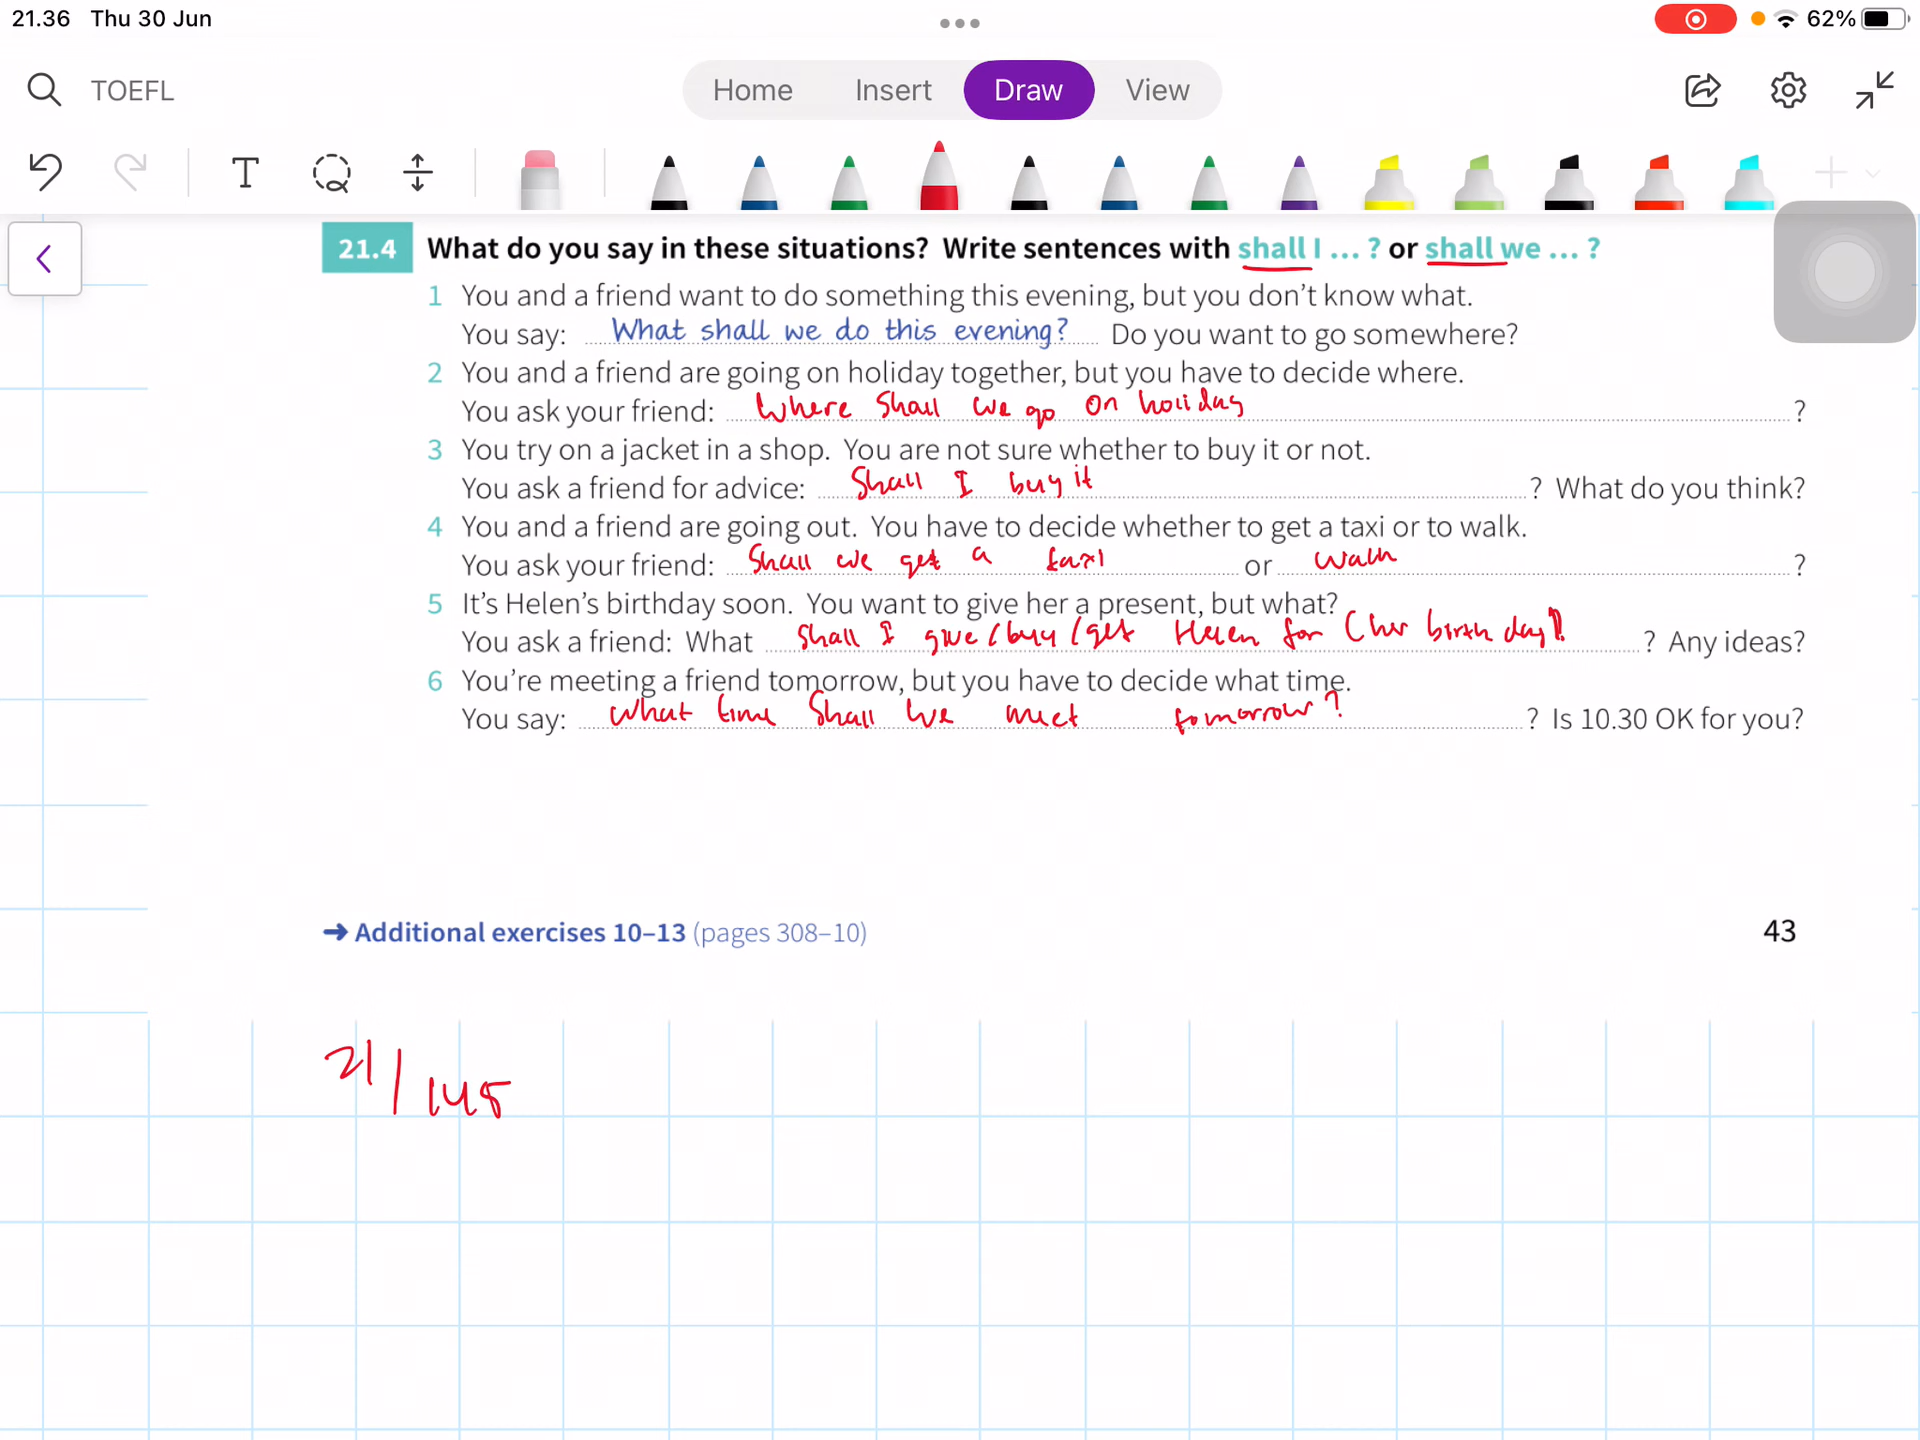 21.36 Thu 30 Jun
62%
TOEFL
Home Insert Draw View
T
21.4 What do you say in these situations? Write sentences with shall I … ? or shall we … ?
1 You and a friend want to do something this evening, but you don't know what.
You say: What shall we do this evening? Do you want to go somewhere?
2 You and a friend are going on holiday together, but you have to decide where.
You ask your friend: Where shall we go on holiday ?
3 You try on a jacket in a shop. You are not sure whether to buy it or not.
You ask a friend for advice: Shall I buy it ? What do you think?
4 You and a friend are going out. You have to decide whether to get a taxi or to walk.
You ask your friend: Shall we get a taxi or walk ?
5 It's Helen's birthday soon. You want to give her a present, but what?
You ask a friend: What shall I give / buy / get Helen for (her birthday)? ? Any ideas?
6 You're meeting a friend tomorrow, but you have to decide what time.
You say: What time shall we meet tomorrow? ? Is 10.30 OK for you?
➜ Additional exercises 10–13 (pages 308–10)
43
21/145